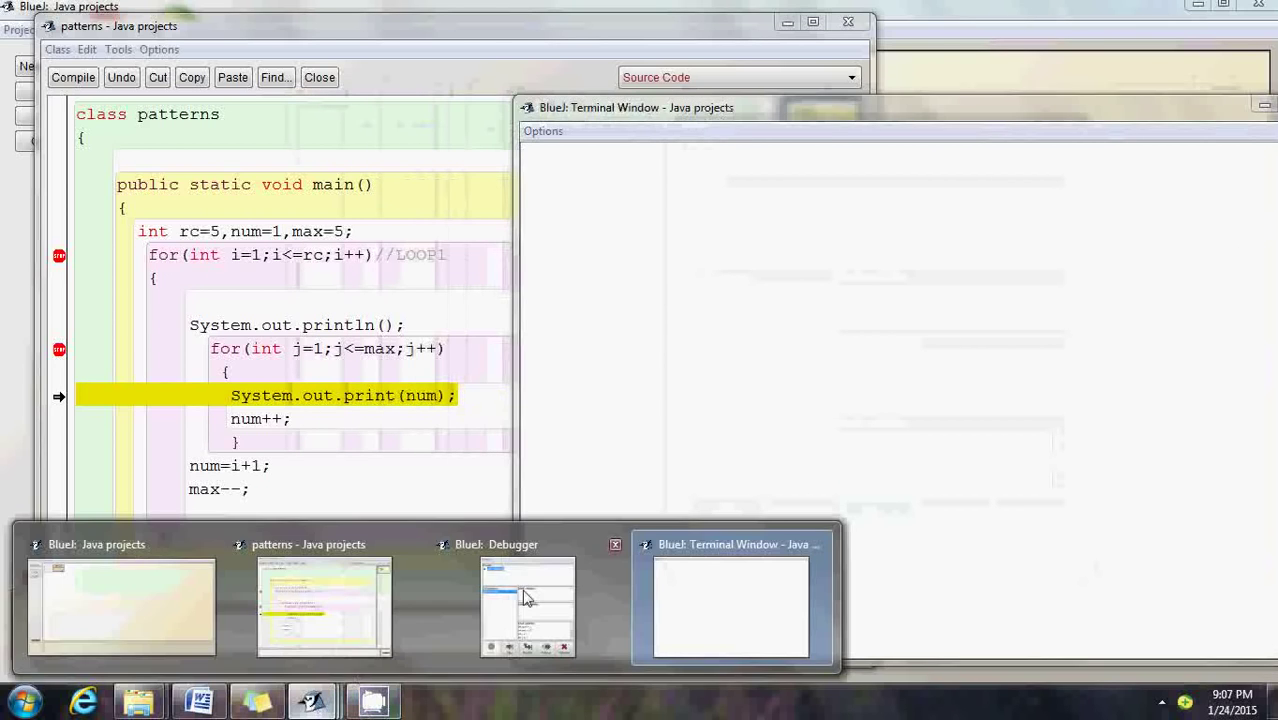 BlueJ: Java projects
patterns - Java projects
Class Edit Tools Options
Compile Undo Cut Copy Paste Find... Close Source Code
class patterns
{
public static void main()
{
int rc=5,num=1,max=5;
for(int i=1;i<=rc;i++)//LOOP1
{
System.out.println();
for(int j=1;j<=max;j++)
{
System.out.print(num);
num++;
}
num=i+1;
max--;
BlueJ: Terminal Window - Java projects
Options
BlueJ: Java projects
patterns - Java projects
BlueJ: Debugger
BlueJ: Terminal Window - Java ...
9:07 PM
1/24/2015